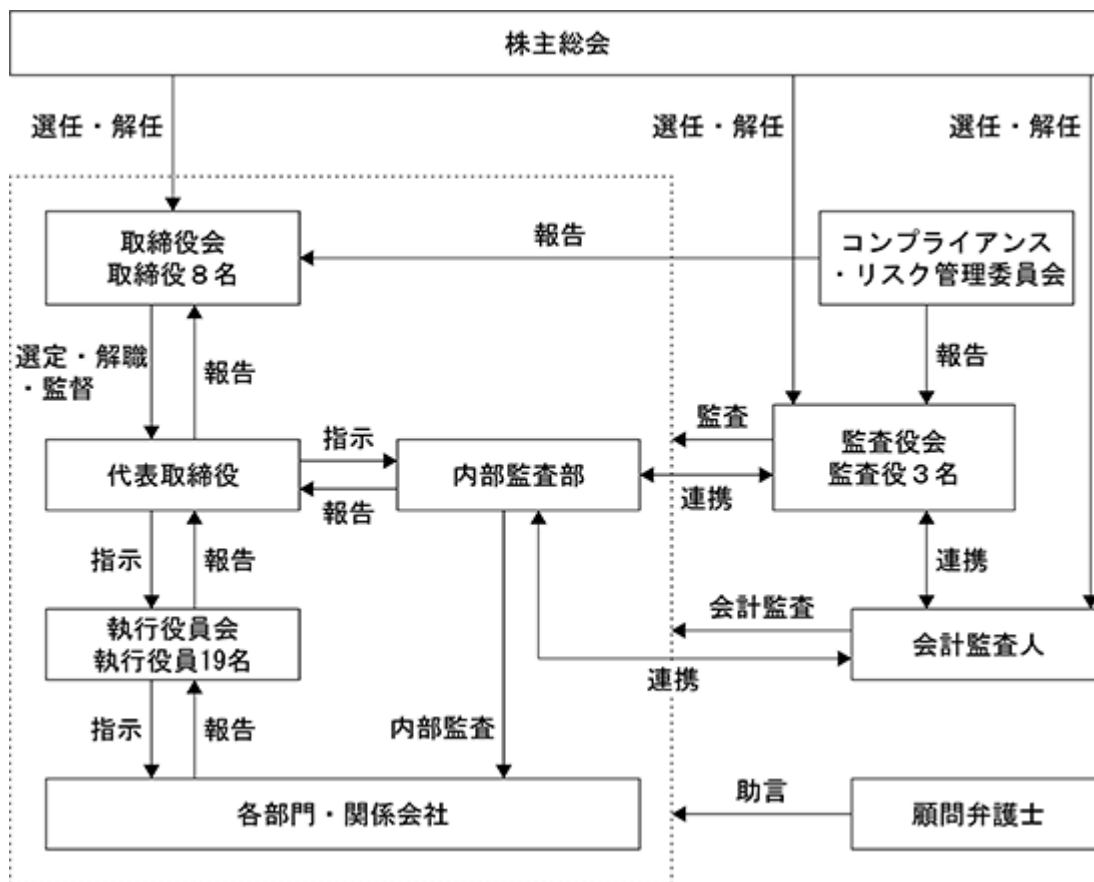 株主総会
選任・解任
選任・解任
選任・解任
取締役会
取締役8名
報告
コンプライアンス
・リスク管理委員会
選定・解職
・監督
報告
報告
監査
監査役会
監査役3名
代表取締役
指示
報告
内部監査部
連携
指示
報告
連携
執行役員会
執行役員19名
会計監査
会計監査人
連携
指示
報告
内部監査
各部門・関係会社
助言
顧問弁護士